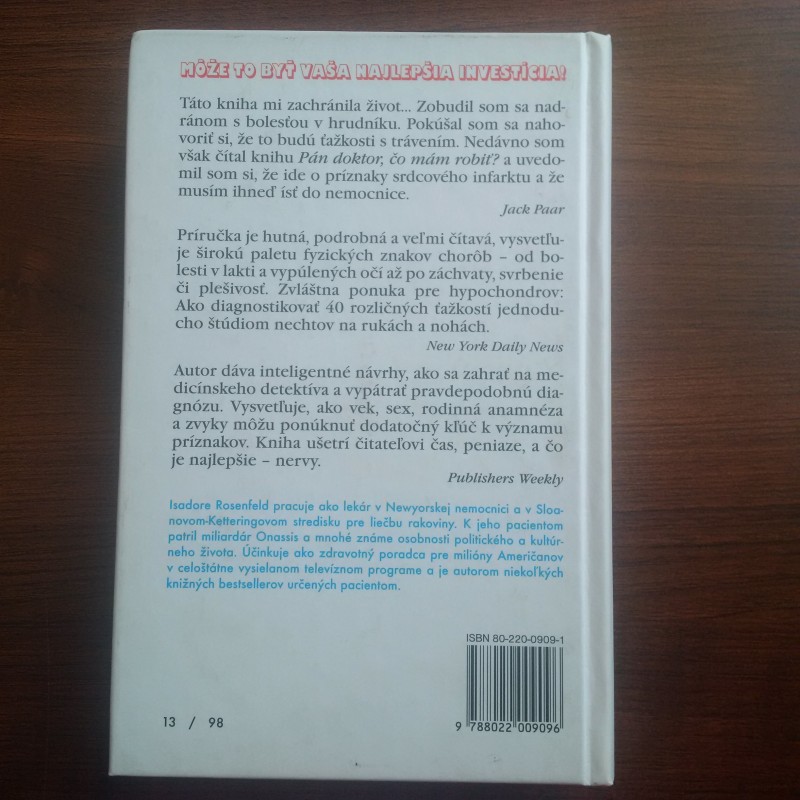 MÔŽE TO BYŤ VAŠA NAJLEPŠIA INVESTÍCIA!
Táto kniha mi zachránila život... Zobudil som sa nad-
ránom s bolesťou v hrudníku. Pokúšal som sa naho-
voriť si, že to budú ťažkosti s trávením. Nedávno som
však čítal knihu Pán doktor, čo mám robiť? a uvedo-
mil som si, že ide o príznaky srdcového infarktu a že
musím ihneď ísť do nemocnice.
Jack Paar
Príručka je hutná, podrobná a veľmi čítavá, vysvetľu-
je širokú paletu fyzických znakov chorôb – od bo-
lesti v lakti a vypúlených očí až po záchvaty, svrbenie
či plešivosť. Zvláštna ponuka pre hypochondrov:
Ako diagnostikovať 40 rozličných ťažkostí jednodu-
cho štúdiom nechtov na rukách a nohách.
New York Daily News
Autor dáva inteligentné návrhy, ako sa zahrať na me-
dicínskeho detektíva a vypátrať pravdepodobnú dia-
gnózu. Vysvetľuje, ako vek, sex, rodinná anamnéza
a zvyky môžu ponúknuť dodatočný kľúč k významu
príznakov. Kniha ušetrí čitateľovi čas, peniaze, a čo
je najlepšie – nervy.
Publishers Weekly
Isadore Rosenfeld pracuje ako lekár v Newyorskej nemocnici a v Sloa-
novom-Ketteringovom stredisku pre liečbu rakoviny. K jeho pacientom
patril miliardár Onassis a mnohé známe osobnosti politického a kultúr-
neho života. Účinkuje ako zdravotný poradca pre milióny Američanov
v celoštátne vysielanom televíznom programe a je autorom niekoľkých
knižných bestsellerov určených pacientom.
ISBN 80-220-0909-1
13 / 98
9 788022 009096